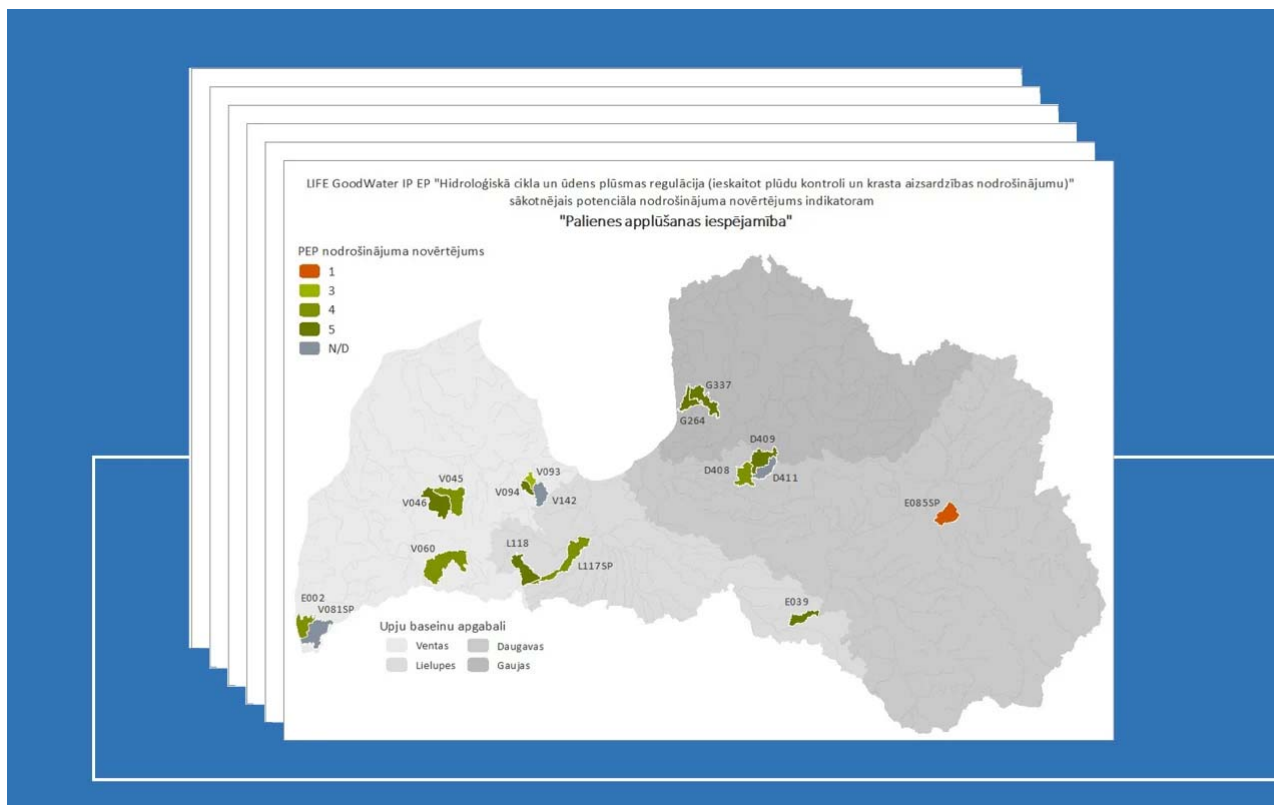 LIFE GoodWater IP EP "Hidroloģiskā cikla un ūdens plūsmas regulācija (ieskaitot plūdu kontroli un krasta aizsardzības nodrošinājumu)"
sākotnējais potenciāla nodrošinājuma novērtējums indikatoram
"Palienes applūšanas iespējamība"
PEP nodrošinājuma novērtējums
1
3
4
5
N/D
G337
G264
D409
D408
D411
V045
V093
V046
V094
V142
E085SP
V060
L118
L117SP
E002
V081SP
E039
Upju baseinu apgabali
Ventas
Daugavas
Lielupes
Gaujas